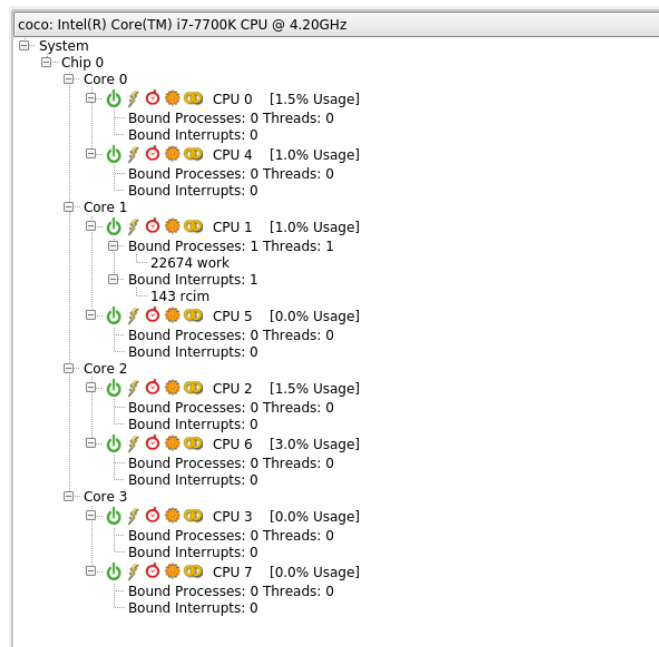 coco: Intel(R) Core(TM) i7-7700K CPU @ 4.20GHz
System
Chip 0
Core 0
CPU 0 [1.5% Usage]
Bound Processes: 0 Threads: 0
Bound Interrupts: 0
CPU 4 [1.0% Usage]
Bound Processes: 0 Threads: 0
Bound Interrupts: 0
Core 1
CPU 1 [1.0% Usage]
Bound Processes: 1 Threads: 1
22674 work
Bound Interrupts: 1
143 rcim
CPU 5 [0.0% Usage]
Bound Processes: 0 Threads: 0
Bound Interrupts: 0
Core 2
CPU 2 [1.5% Usage]
Bound Processes: 0 Threads: 0
Bound Interrupts: 0
CPU 6 [3.0% Usage]
Bound Processes: 0 Threads: 0
Bound Interrupts: 0
Core 3
CPU 3 [0.0% Usage]
Bound Processes: 0 Threads: 0
Bound Interrupts: 0
CPU 7 [0.0% Usage]
Bound Processes: 0 Threads: 0
Bound Interrupts: 0